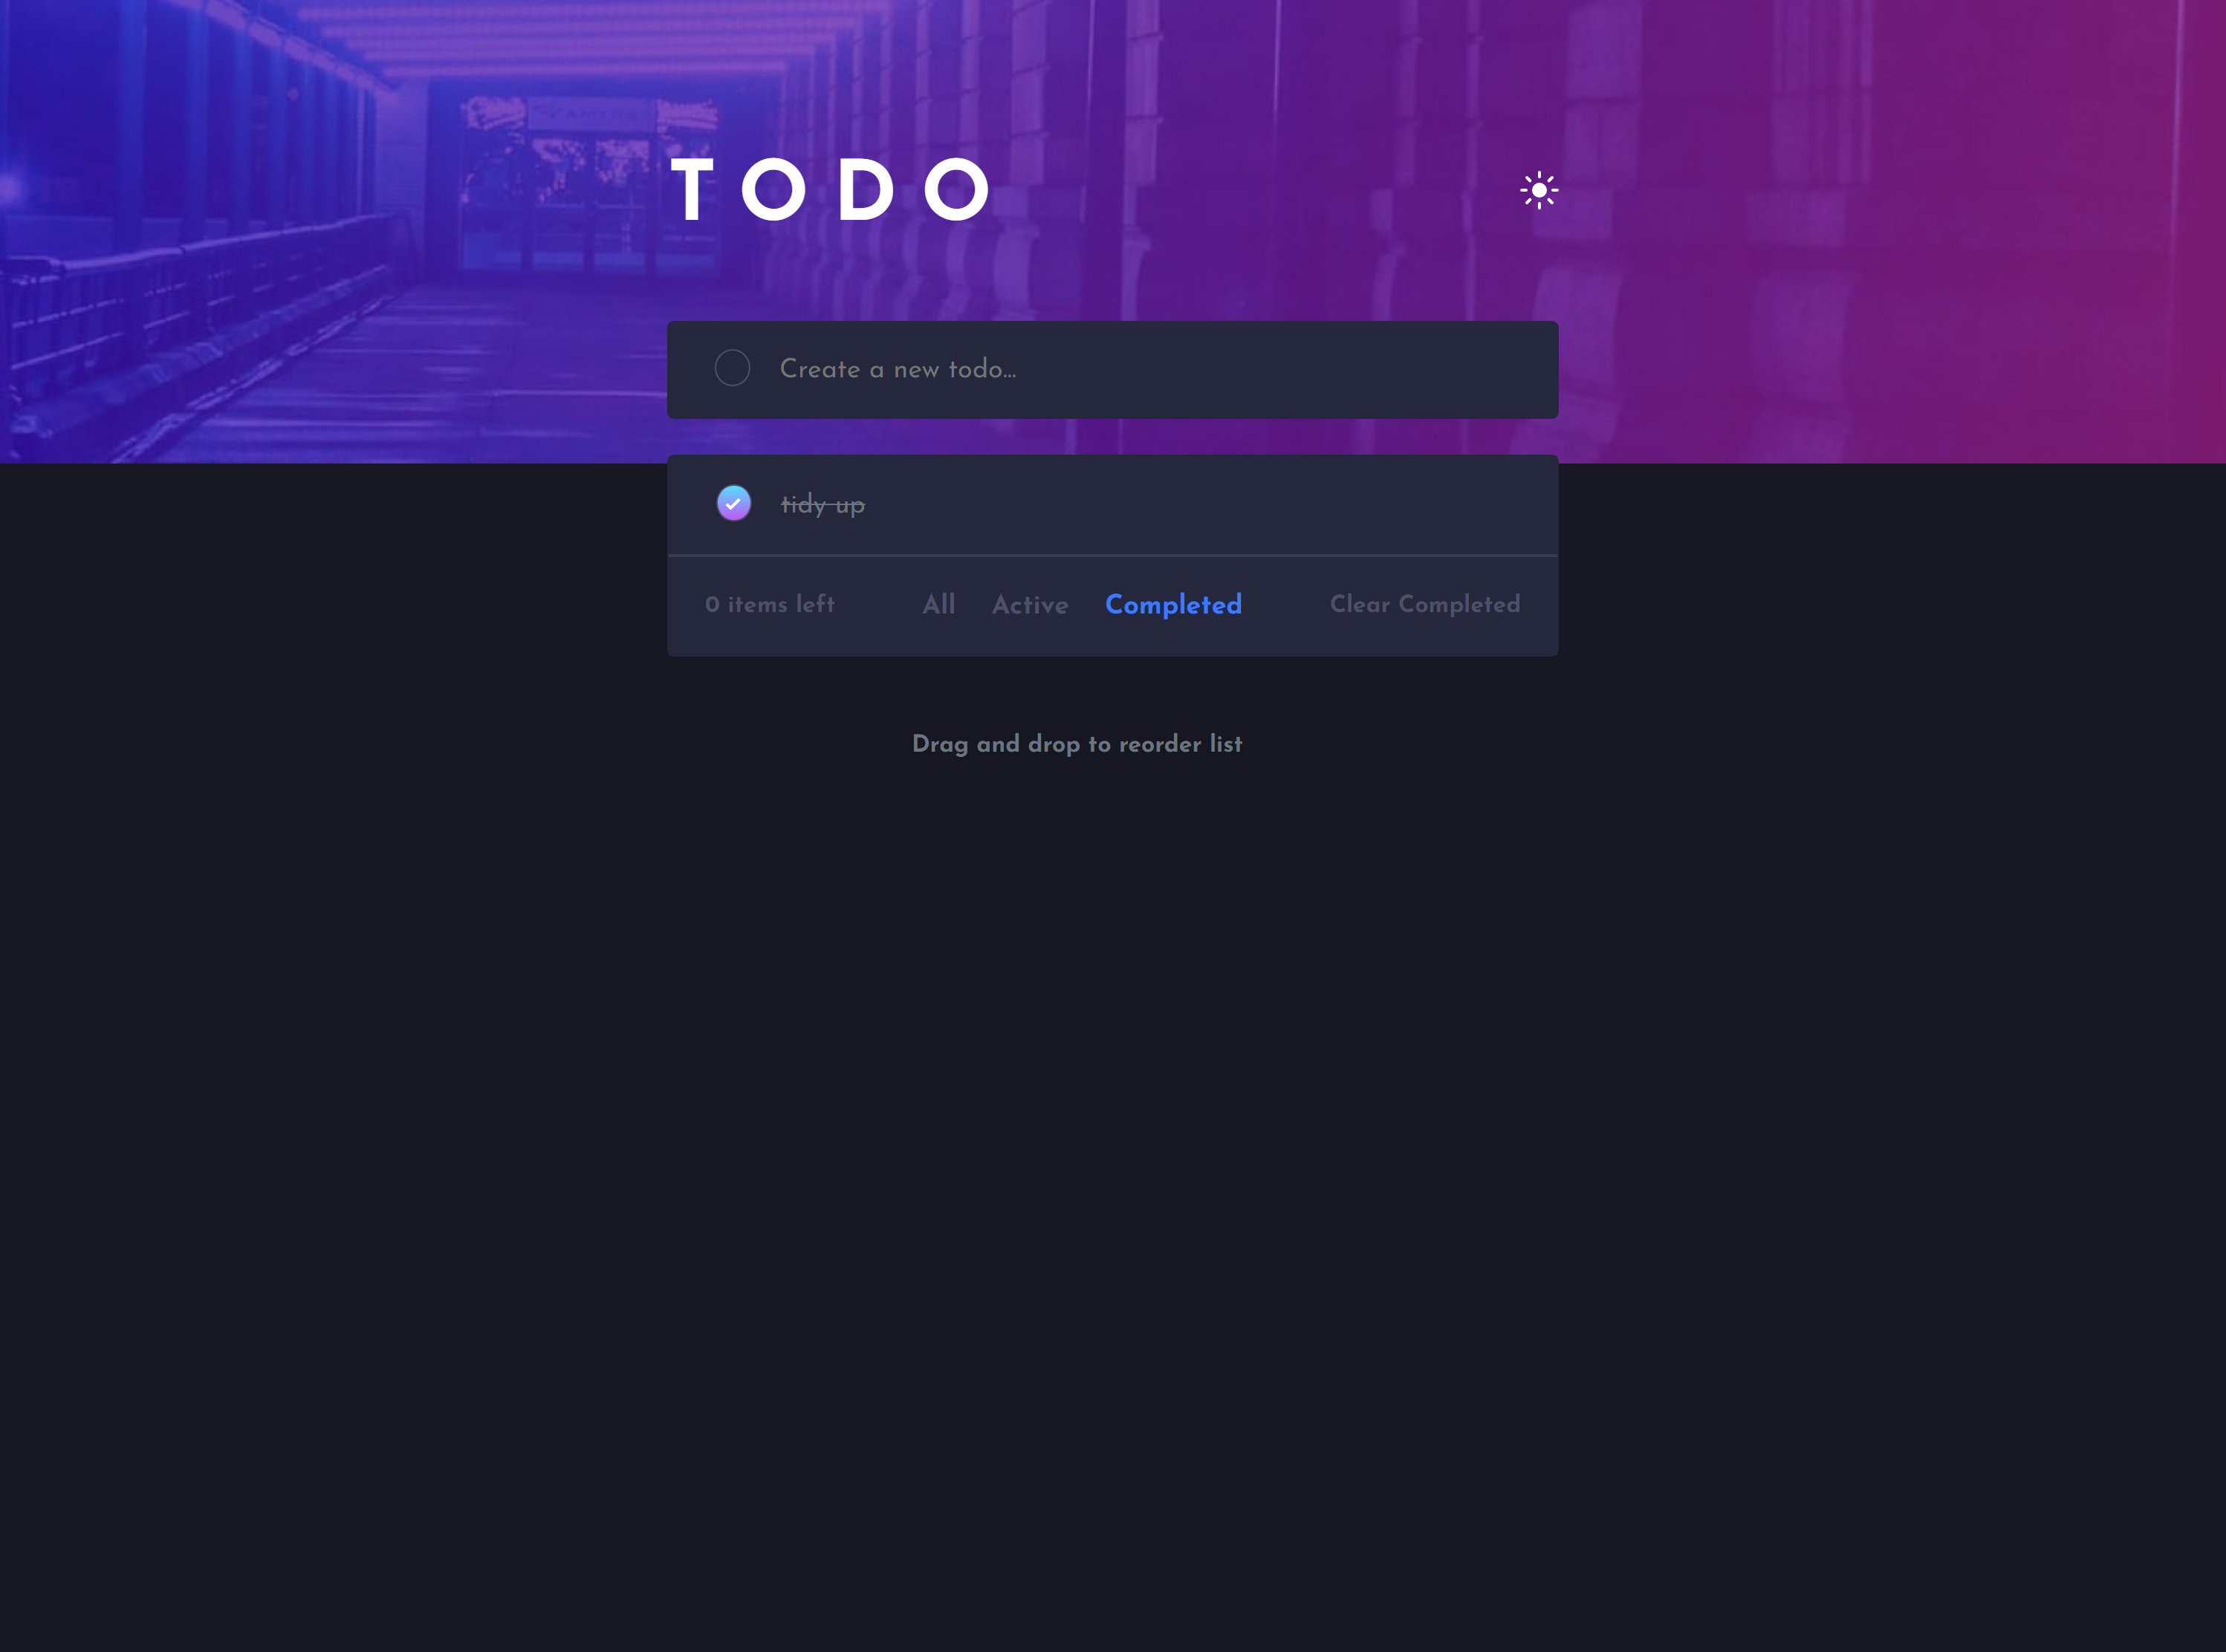 TODO
Create a new todo...
tidy up
0 items left All Active Completed Clear Completed
Drag and drop to reorder list